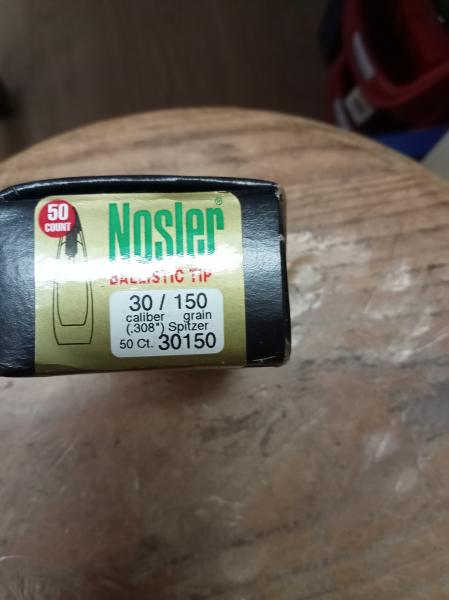 50
COUNT
Nosler®
BALLISTIC TIP
30 / 150
caliber grain
(.308") Spitzer
50 Ct. 30150